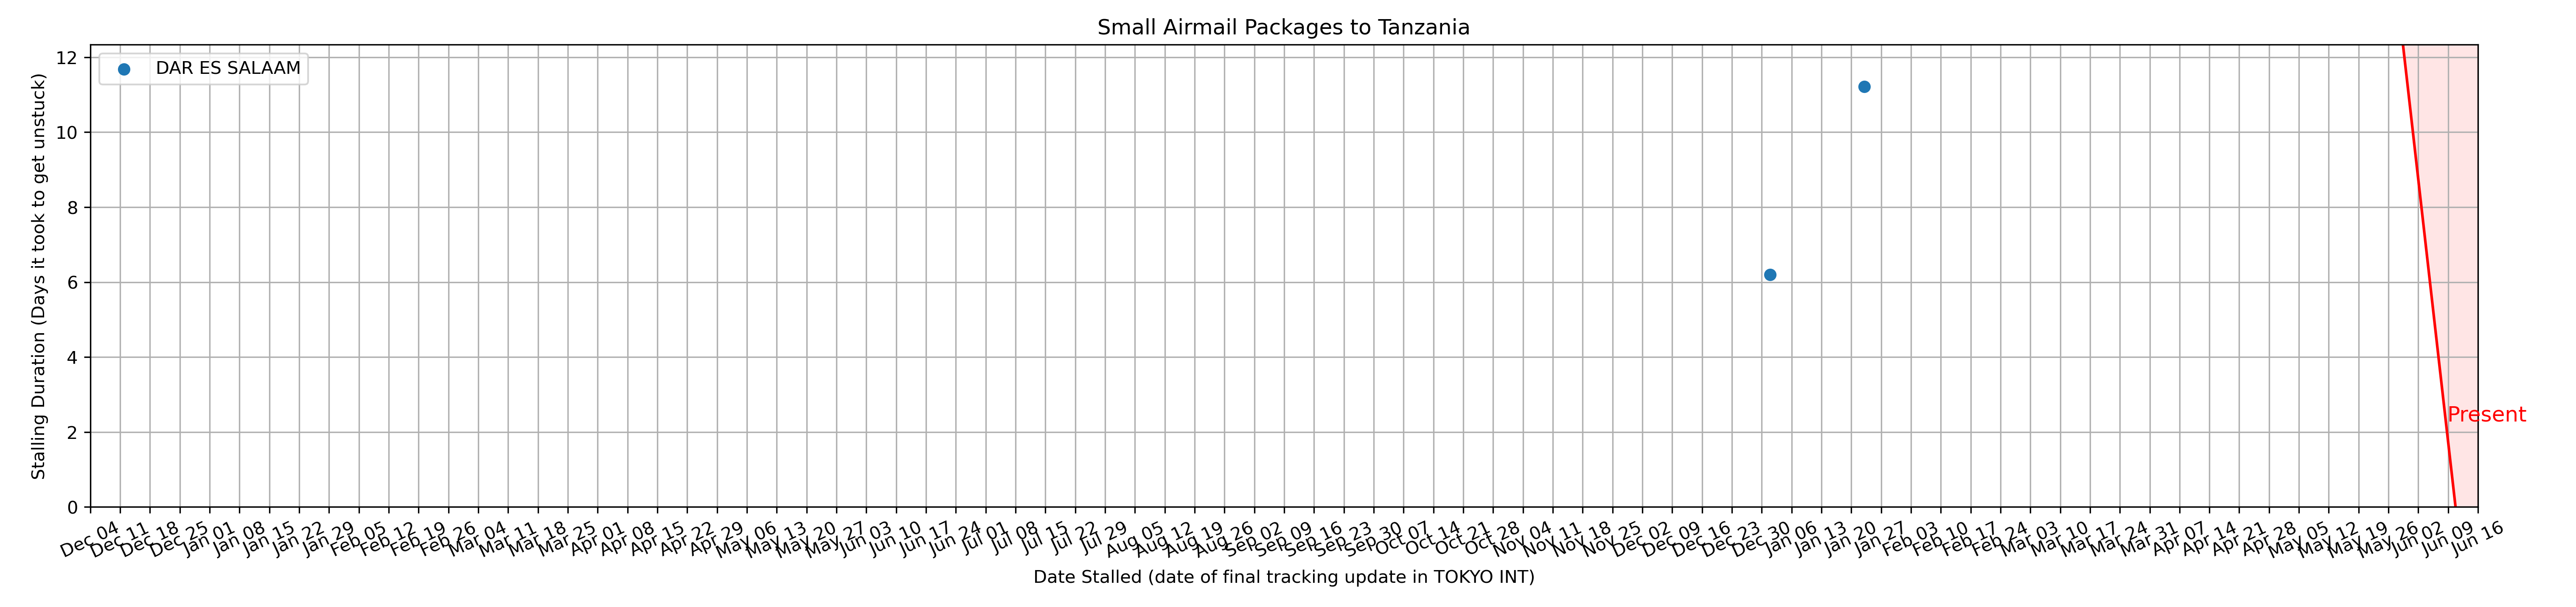 Small Airmail Packages to Tanzania
DAR ES SALAAM
Stalling Duration (Days it took to get unstuck)
12
10
8
6
4
2
0
Present
Dec 04
Dec 11
Dec 18
Dec 25
Jan 01
Jan 08
Jan 15
Jan 22
Jan 29
Feb 05
Feb 12
Feb 19
Feb 26
Mar 04
Mar 11
Mar 18
Mar 25
Apr 01
Apr 08
Apr 15
Apr 22
Apr 29
May 06
May 13
May 20
May 27
Jun 03
Jun 10
Jun 17
Jun 24
Jul 01
Jul 08
Jul 15
Jul 22
Jul 29
Aug 05
Aug 12
Aug 19
Aug 26
Sep 02
Sep 09
Sep 16
Sep 23
Sep 30
Oct 07
Oct 14
Oct 21
Oct 28
Nov 04
Nov 11
Nov 18
Nov 25
Dec 02
Dec 09
Dec 16
Dec 23
Dec 30
Jan 06
Jan 13
Jan 20
Jan 27
Feb 03
Feb 10
Feb 17
Feb 24
Mar 03
Mar 10
Mar 17
Mar 24
Mar 31
Apr 07
Apr 14
Apr 21
Apr 28
May 05
May 12
May 19
May 26
Jun 02
Jun 09
Jun 16
Date Stalled (date of final tracking update in TOKYO INT)